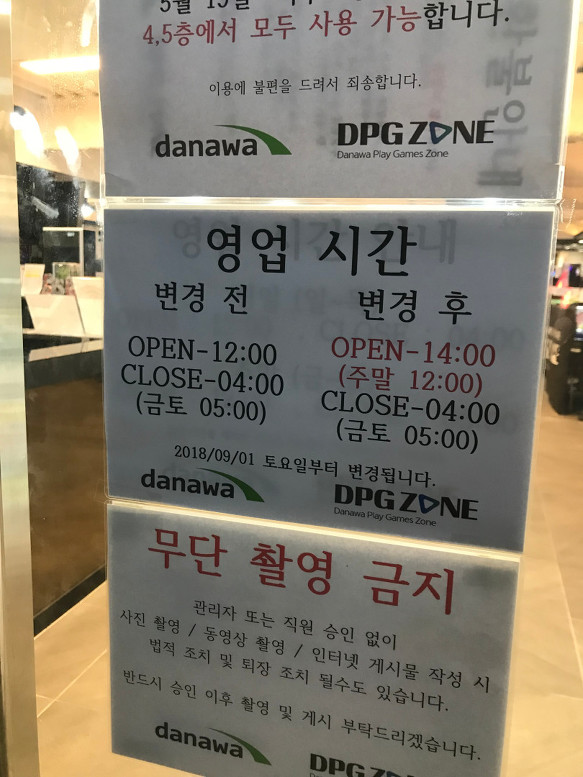 4,5층에서 모두 사용 가능합니다.
이용에 불편을 드려서 죄송합니다.
danawa
DPG ZONE
Danawa Play Games Zone
영업 시간
변경 전
OPEN-12:00
CLOSE-04:00
(금토 05:00)
변경 후
OPEN-14:00
(주말 12:00)
CLOSE-04:00
(금토 05:00)
2018/09/01 토요일부터 변경됩니다.
danawa
DPG ZONE
Danawa Play Games Zone
무단 촬영 금지
관리자 또는 직원 승인 없이
사진 촬영 / 동영상 촬영 / 인터넷 게시물 작성 시
법적 조치 및 퇴장 조치 될수도 있습니다.
반드시 승인 이후 촬영 및 게시 부탁드리겠습니다.
danawa
DPG ZONE